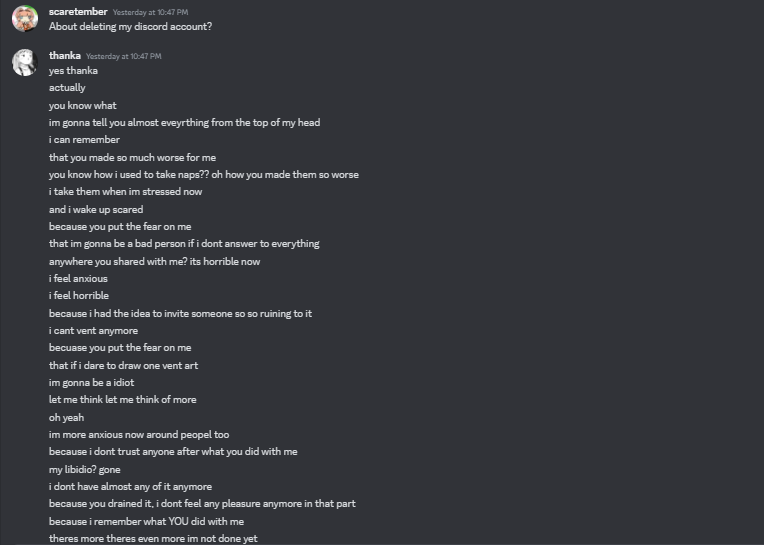 scaretember Yesterday at 10:47 PM
About deleting my discord account?
thanka Yesterday at 10:47 PM
yes thanka
actually
you know what
im gonna tell you almost eveyrthing from the top of my head
i can remember
that you made so much worse for me
you know how i used to take naps?? oh how you made them so worse
i take them when im stressed now
and i wake up scared
because you put the fear on me
that im gonna be a bad person if i dont answer to everything
anywhere you shared with me? its horrible now
i feel anxious
i feel horrible
because i had the idea to invite someone so so ruining to it
i cant vent anymore
becuase you put the fear on me
that if i dare to draw one vent art
im gonna be a idiot
let me think let me think of more
oh yeah
im more anxious now around peopel too
because i dont trust anyone after what you did with me
my libidio? gone
i dont have almost any of it anymore
because you drained it, i dont feel any pleasure anymore in that part
because i remember what YOU did with me
theres more theres even more im not done yet